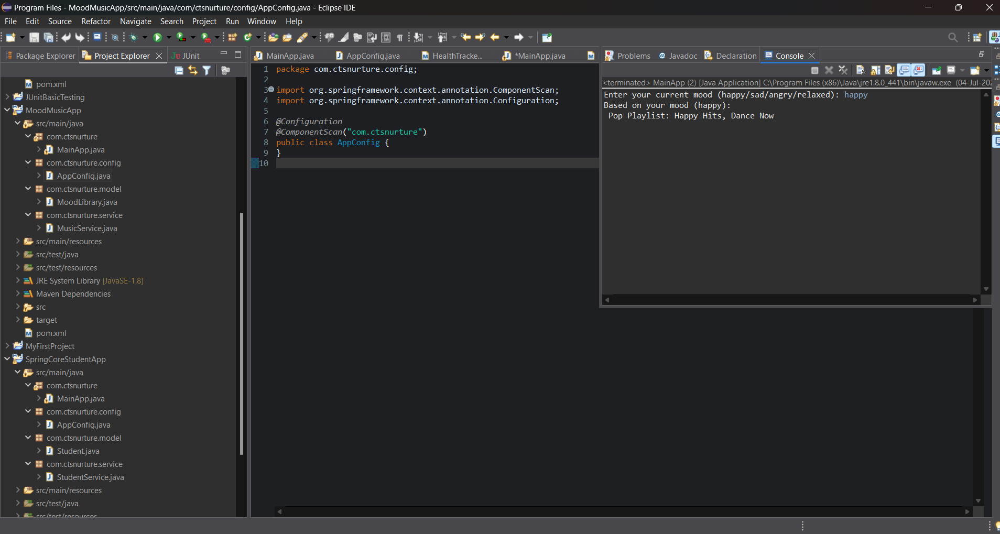 Program Files - MoodMusicApp/src/main/java/com/ctsnurture/config/AppConfig.java - Eclipse IDE
File Edit Source Refactor Navigate Search Project Run Window Help
Package Explorer Project Explorer JUnit
pom.xml
JUnitBasicTesting
MoodMusicApp
src/main/java
com.ctsnurture
MainApp.java
com.ctsnurture.config
AppConfig.java
com.ctsnurture.model
MoodLibrary.java
com.ctsnurture.service
MusicService.java
src/main/resources
src/test/java
src/test/resources
JRE System Library [JavaSE-1.8]
Maven Dependencies
src
target
pom.xml
MyFirstProject
SpringCoreStudentApp
src/main/java
com.ctsnurture
MainApp.java
com.ctsnurture.config
AppConfig.java
com.ctsnurture.model
Student.java
com.ctsnurture.service
StudentService.java
src/main/resources
src/test/java
src/test/resources
MainApp.java AppConfig.java HealthTracke... *MainApp.java
1 package com.ctsnurture.config;
2
3 import org.springframework.context.annotation.ComponentScan;
4 import org.springframework.context.annotation.Configuration;
5
6 @Configuration
7 @ComponentScan("com.ctsnurture")
8 public class AppConfig {
9 }
10
Problems Javadoc Declaration Console
<terminated> MainApp (2) [Java Application] C:\Program Files (x86)\Java\jre1.8.0_441\bin\javaw.exe (04-Jul-202
Enter your current mood (happy/sad/angry/relaxed): happy
Based on your mood (happy):
Pop Playlist: Happy Hits, Dance Now